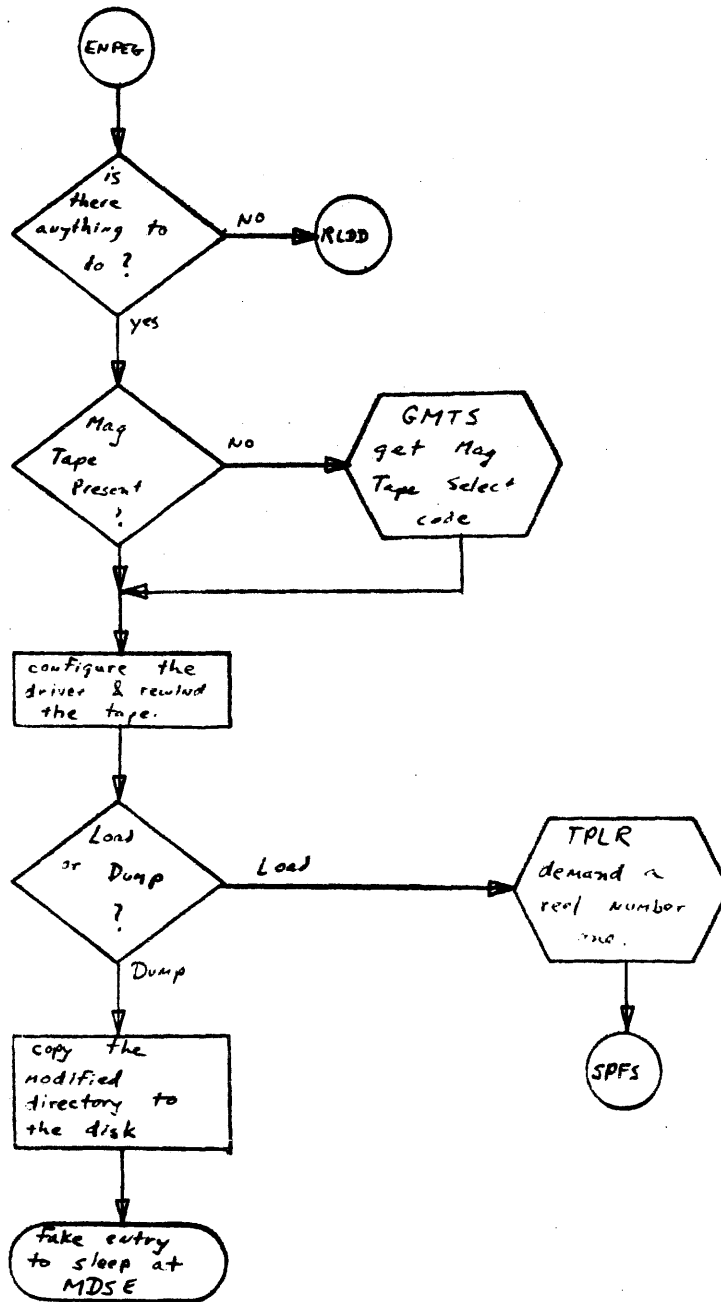 ENPEG
is
there
anything to
do ?
NO
RLDD
yes
Mag
Tape
Present
?
NO
GMTS
get Mag
Tape Select
code
configure the
driver & rewind
the tape.
Load
or Dump
?
Load
TPLR
demand a
reel number
one.
Dump
SPFS
copy the
modified
directory to
the disk
fake entry
to sleep at
MDSE